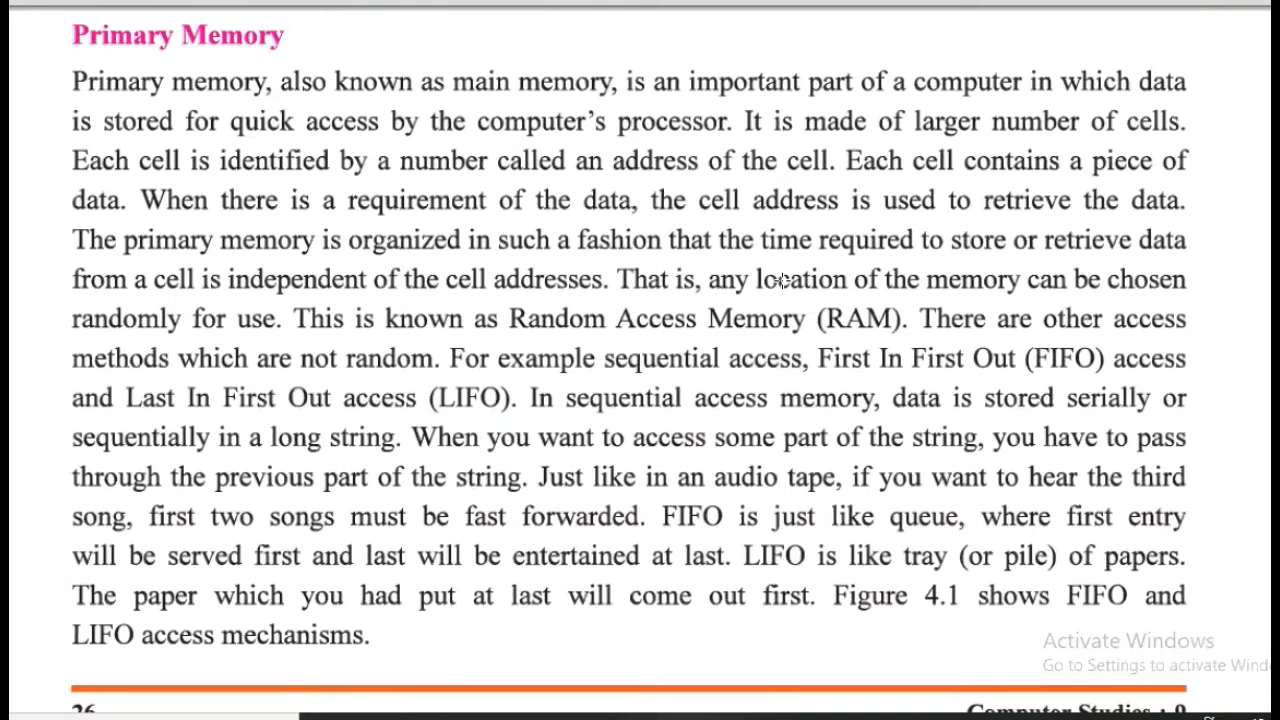 Primary Memory
Primary memory, also known as main memory, is an important part of a computer in which data
is stored for quick access by the computer's processor. It is made of larger number of cells.
Each cell is identified by a number called an address of the cell. Each cell contains a piece of
data. When there is a requirement of the data, the cell address is used to retrieve the data.
The primary memory is organized in such a fashion that the time required to store or retrieve data
from a cell is independent of the cell addresses. That is, any location of the memory can be chosen
randomly for use. This is known as Random Access Memory (RAM). There are other access
methods which are not random. For example sequential access, First In First Out (FIFO) access
and Last In First Out access (LIFO). In sequential access memory, data is stored serially or
sequentially in a long string. When you want to access some part of the string, you have to pass
through the previous part of the string. Just like in an audio tape, if you want to hear the third
song, first two songs must be fast forwarded. FIFO is just like queue, where first entry
will be served first and last will be entertained at last. LIFO is like tray (or pile) of papers.
The paper which you had put at last will come out first. Figure 4.1 shows FIFO and
LIFO access mechanisms.
Activate Windows
Go to Settings to activate Wind
26 Computer Studies : 9